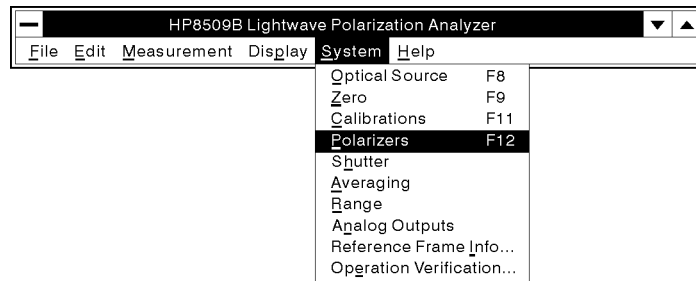 HP8509B Lightwave Polarization Analyzer
File Edit Measurement Display System Help
Optical Source F8
Zero F9
Calibrations F11
Polarizers F12
Shutter
Averaging
Range
Analog Outputs
Reference Frame Info...
Operation Verification...